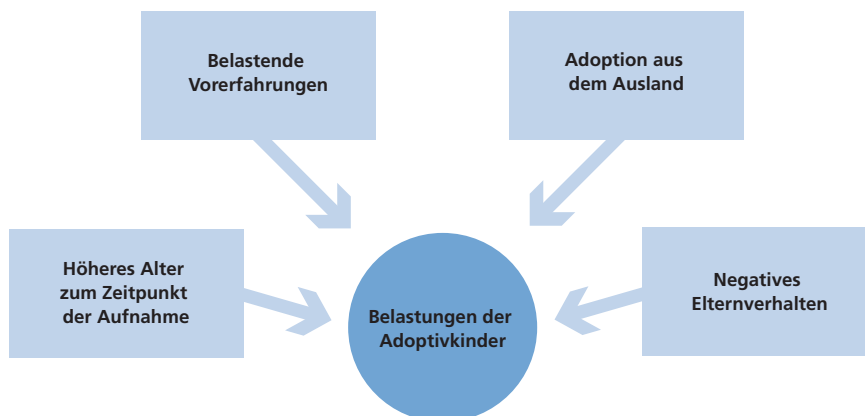 Belastende
Vorerfahrungen
Adoption aus
dem Ausland
Höheres Alter
zum Zeitpunkt
der Aufnahme
Belastungen der
Adoptivkinder
Negatives
Elternverhalten